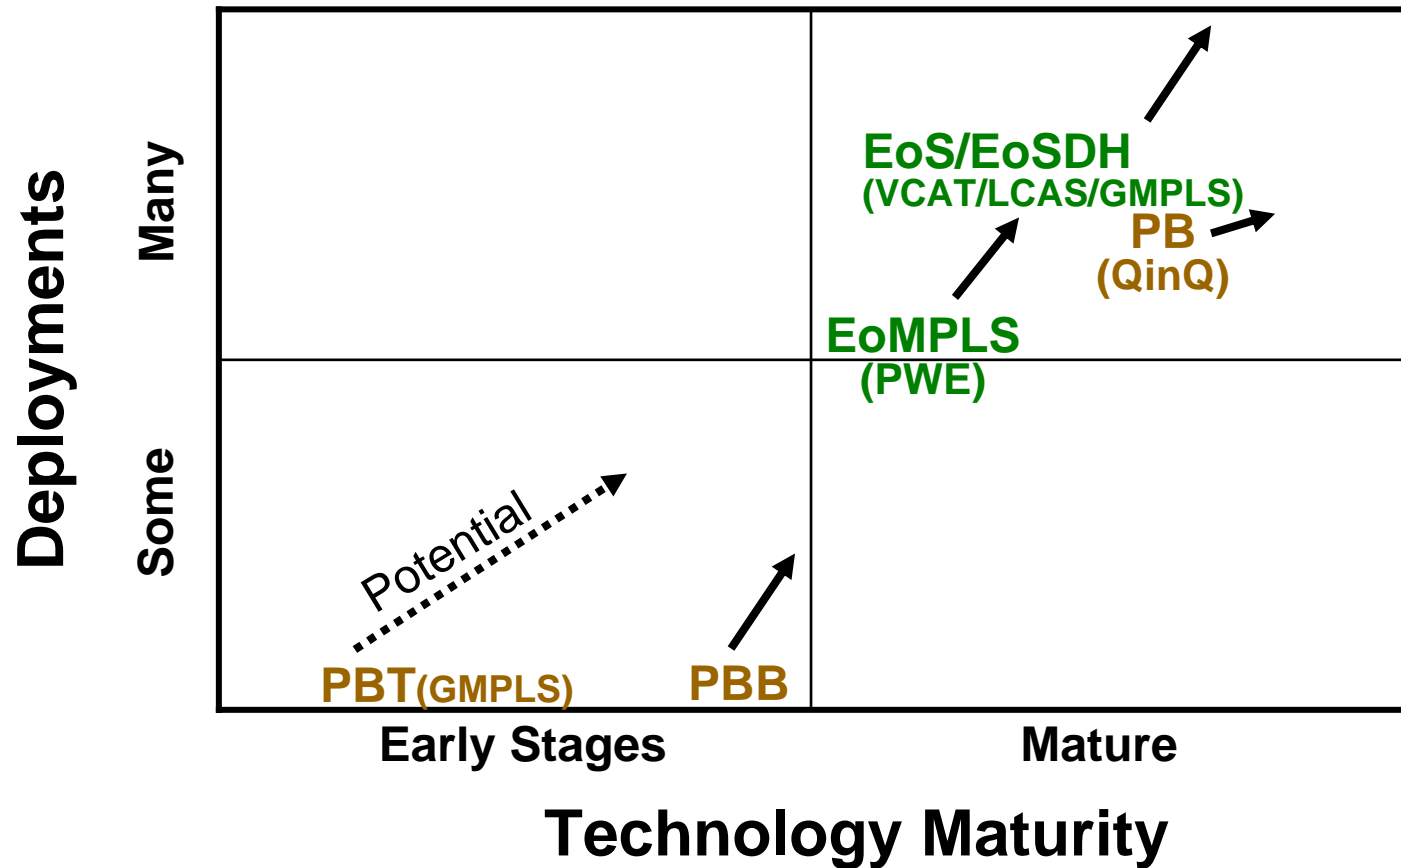 Deployments
Many
Some
EoS/EoSDH
(VCAT/LCAS/GMPLS)
PB
(QinQ)
EoMPLS
(PWE)
Potential
PBT(GMPLS)
PBB
Early Stages
Mature
Technology Maturity